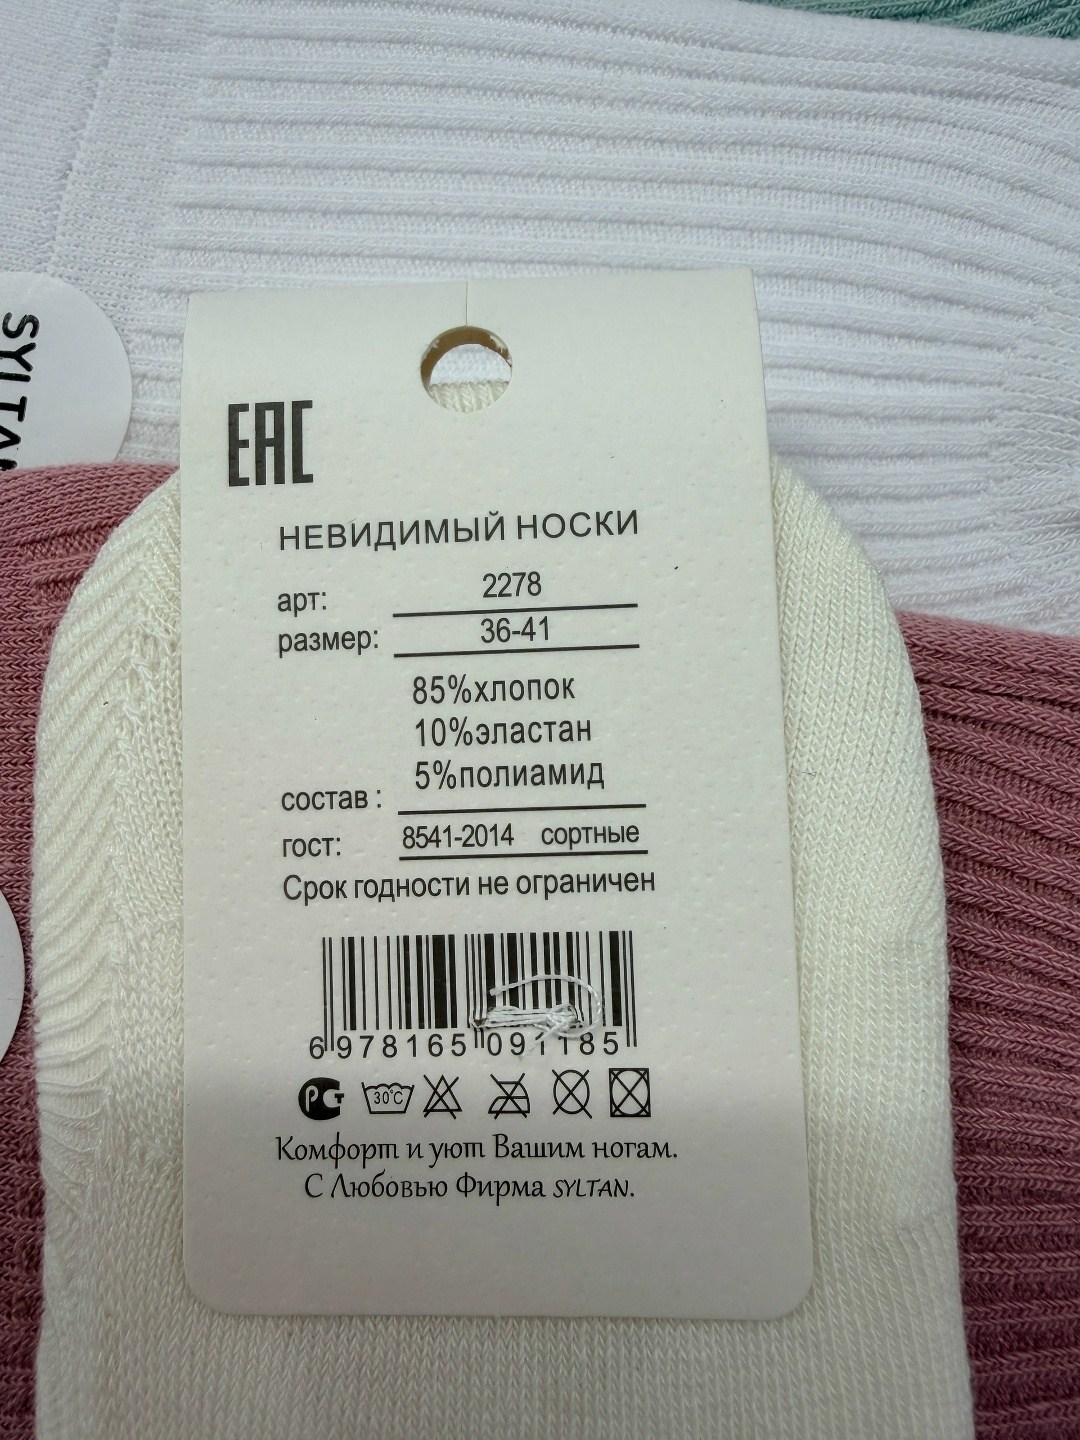 EAC
НЕВИДИМЫЙ НОСКИ
арт: 2278
размер: 36-41
85%хлопок
10%эластан
5%полиамид
состав :
гост: 8541-2014 сортные
Срок годности не ограничен
6 978165 091185
РСТ 30°C
Комфорт и уют Вашим ногам.
С Любовью Фирма SYLTAN.